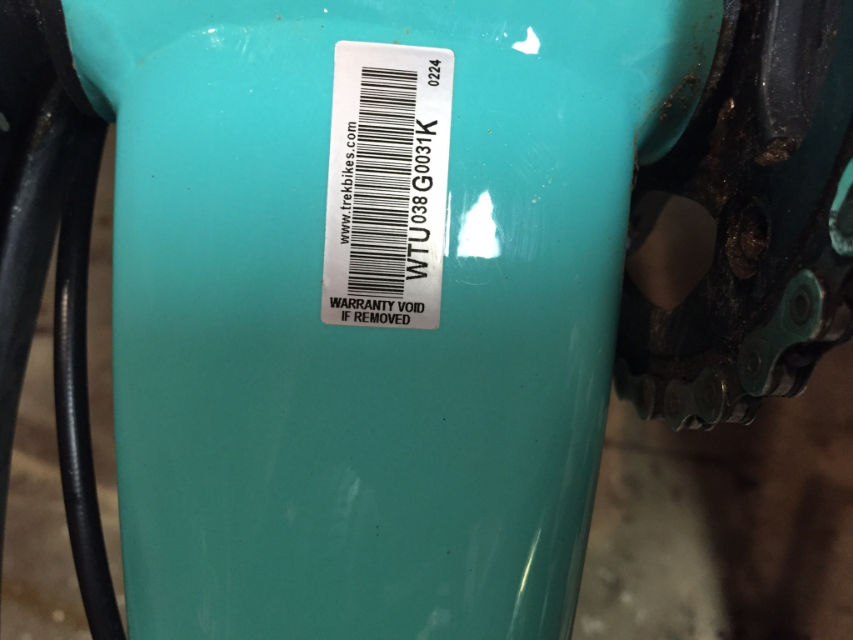 0224
www.trekbikes.com
WTU038G0031K
WARRANTY VOID
IF REMOVED